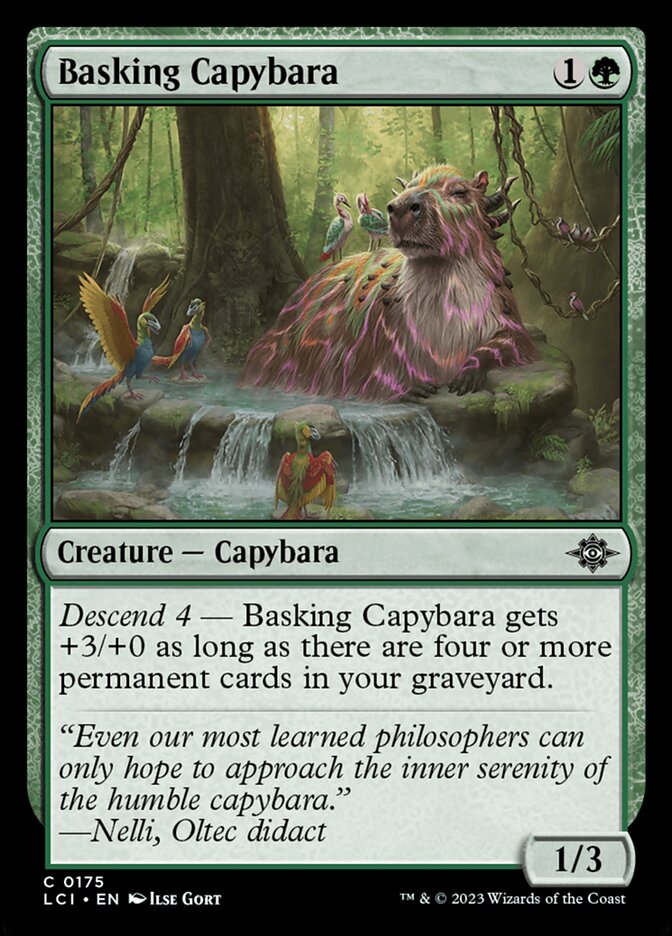 Basking Capybara 1
Creature — Capybara
Descend 4 — Basking Capybara gets
+3/+0 as long as there are four or more
permanent cards in your graveyard.
“Even our most learned philosophers can
only hope to approach the inner serenity of
the humble capybara.”
—Nelli, Oltec didact
1/3
C 0175
LCI • EN Ilse Gort
™ & © 2023 Wizards of the Coast